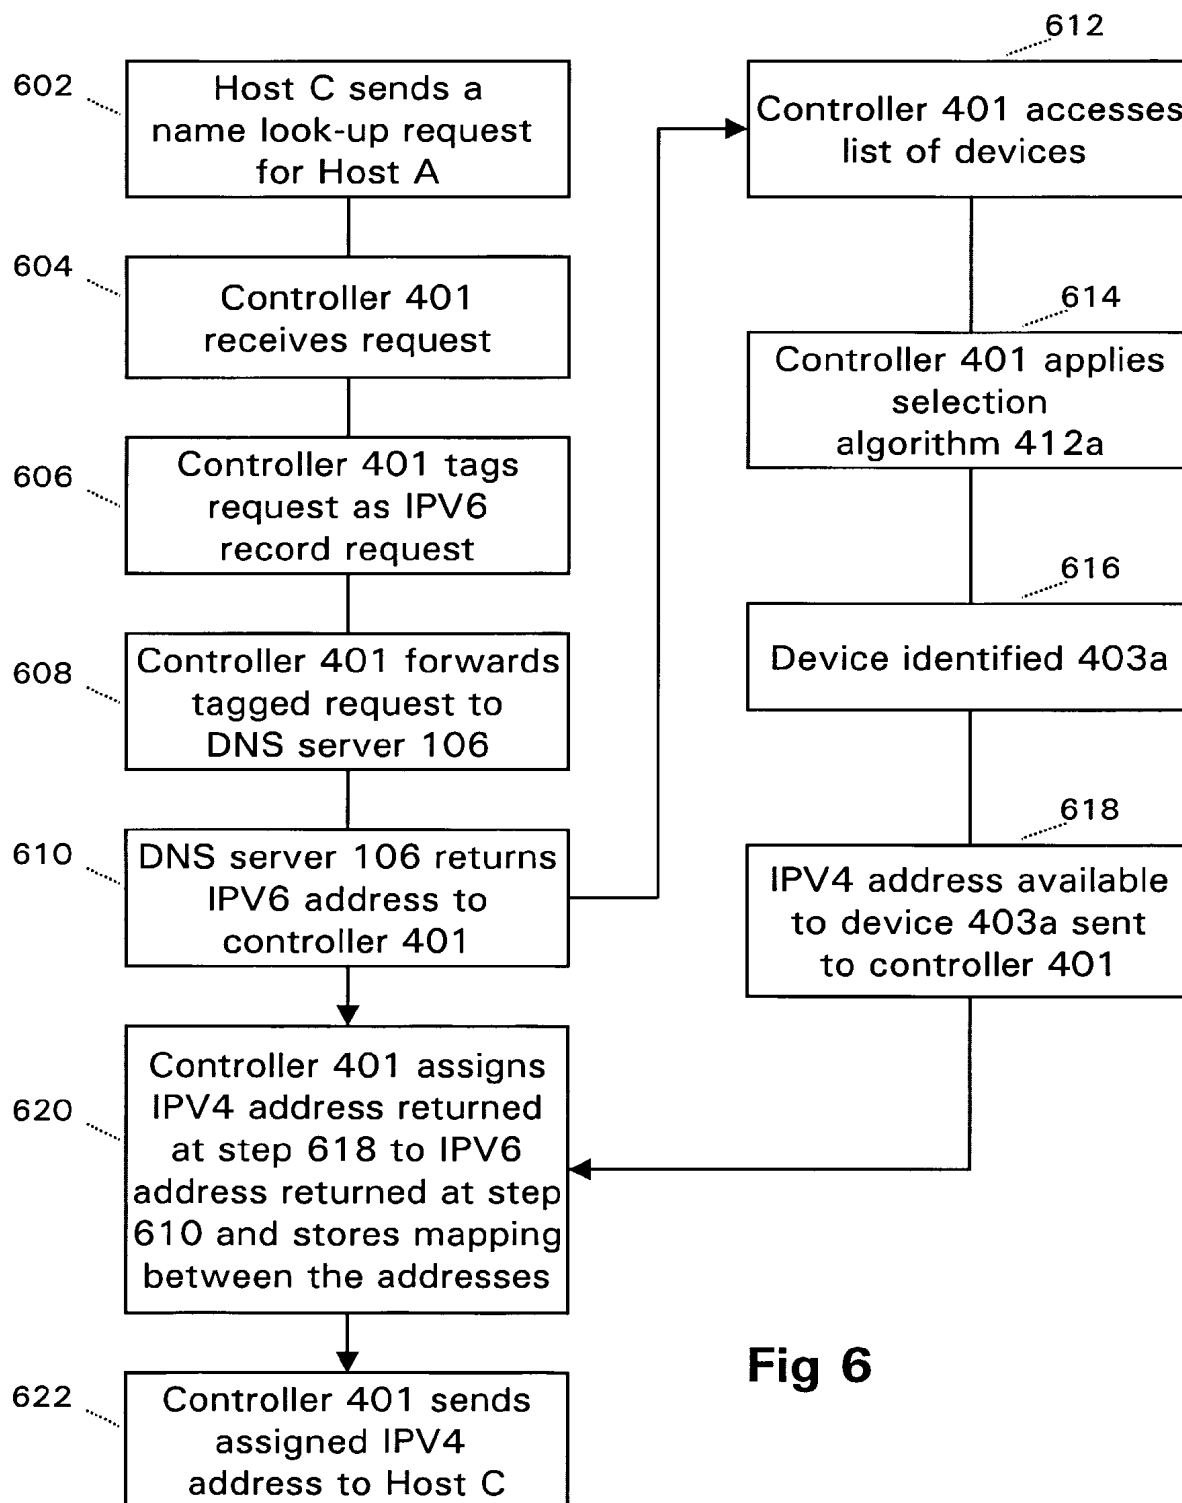 602
Host C sends a
name look-up request
for Host A
604
Controller 401
receives request
606
Controller 401 tags
request as IPV6
record request
608
Controller 401 forwards
tagged request to
DNS server 106
610
DNS server 106 returns
IPV6 address to
controller 401
612
Controller 401 accesses
list of devices
614
Controller 401 applies
selection
algorithm 412a
616
Device identified 403a
618
IPV4 address available
to device 403a sent
to controller 401
620
Controller 401 assigns
IPV4 address returned
at step 618 to IPV6
address returned at step
610 and stores mapping
between the addresses
622
Controller 401 sends
assigned IPV4
address to Host C
Fig 6